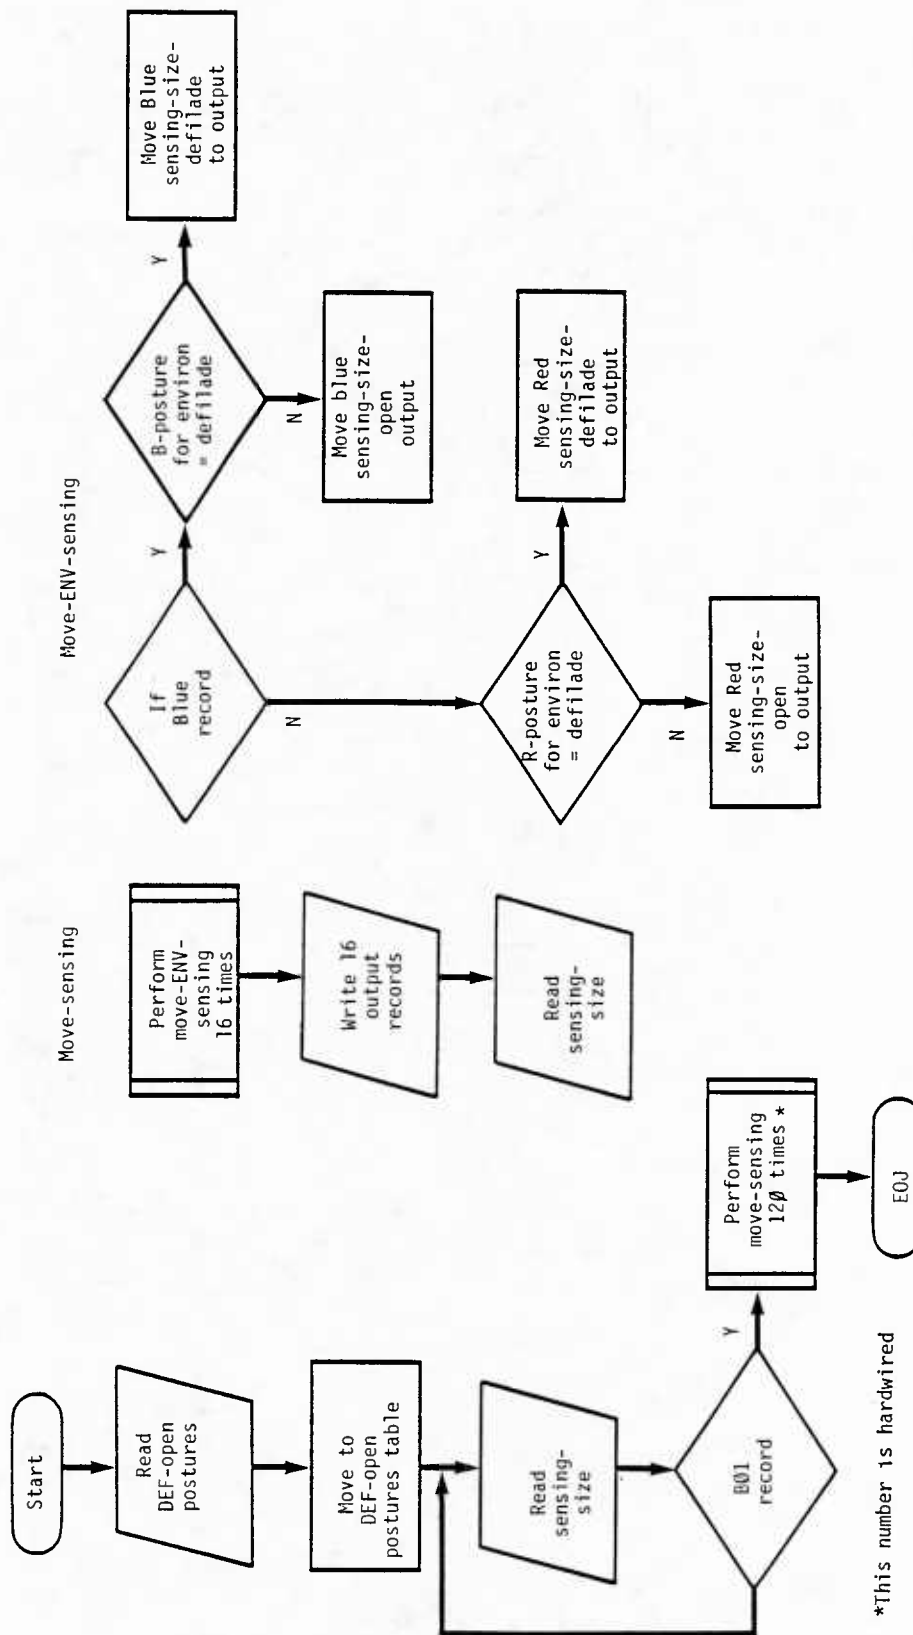 Start
Read
DEF-open
postures
Move to
DEF-open
postures table
Read
sensing-
size
BØ1
record
Y
Perform
move-sensing
12Ø times *
EOJ
*This number is hardwired
Move-sensing
Perform
move-ENV-
sensing
16 times
Write 16
output
records
Read
sensing-
size
Move-ENV-sensing
If
Blue
record
Y
N
B-posture
for environ
= defilade
Y
N
Move Blue
sensing-size-
defilade
to output
Move blue
sensing-size-
open
output
R-posture
for environ
= defilade
Y
N
Move Red
sensing-size-
defilade
to output
Move Red
sensing-size-
open
to output